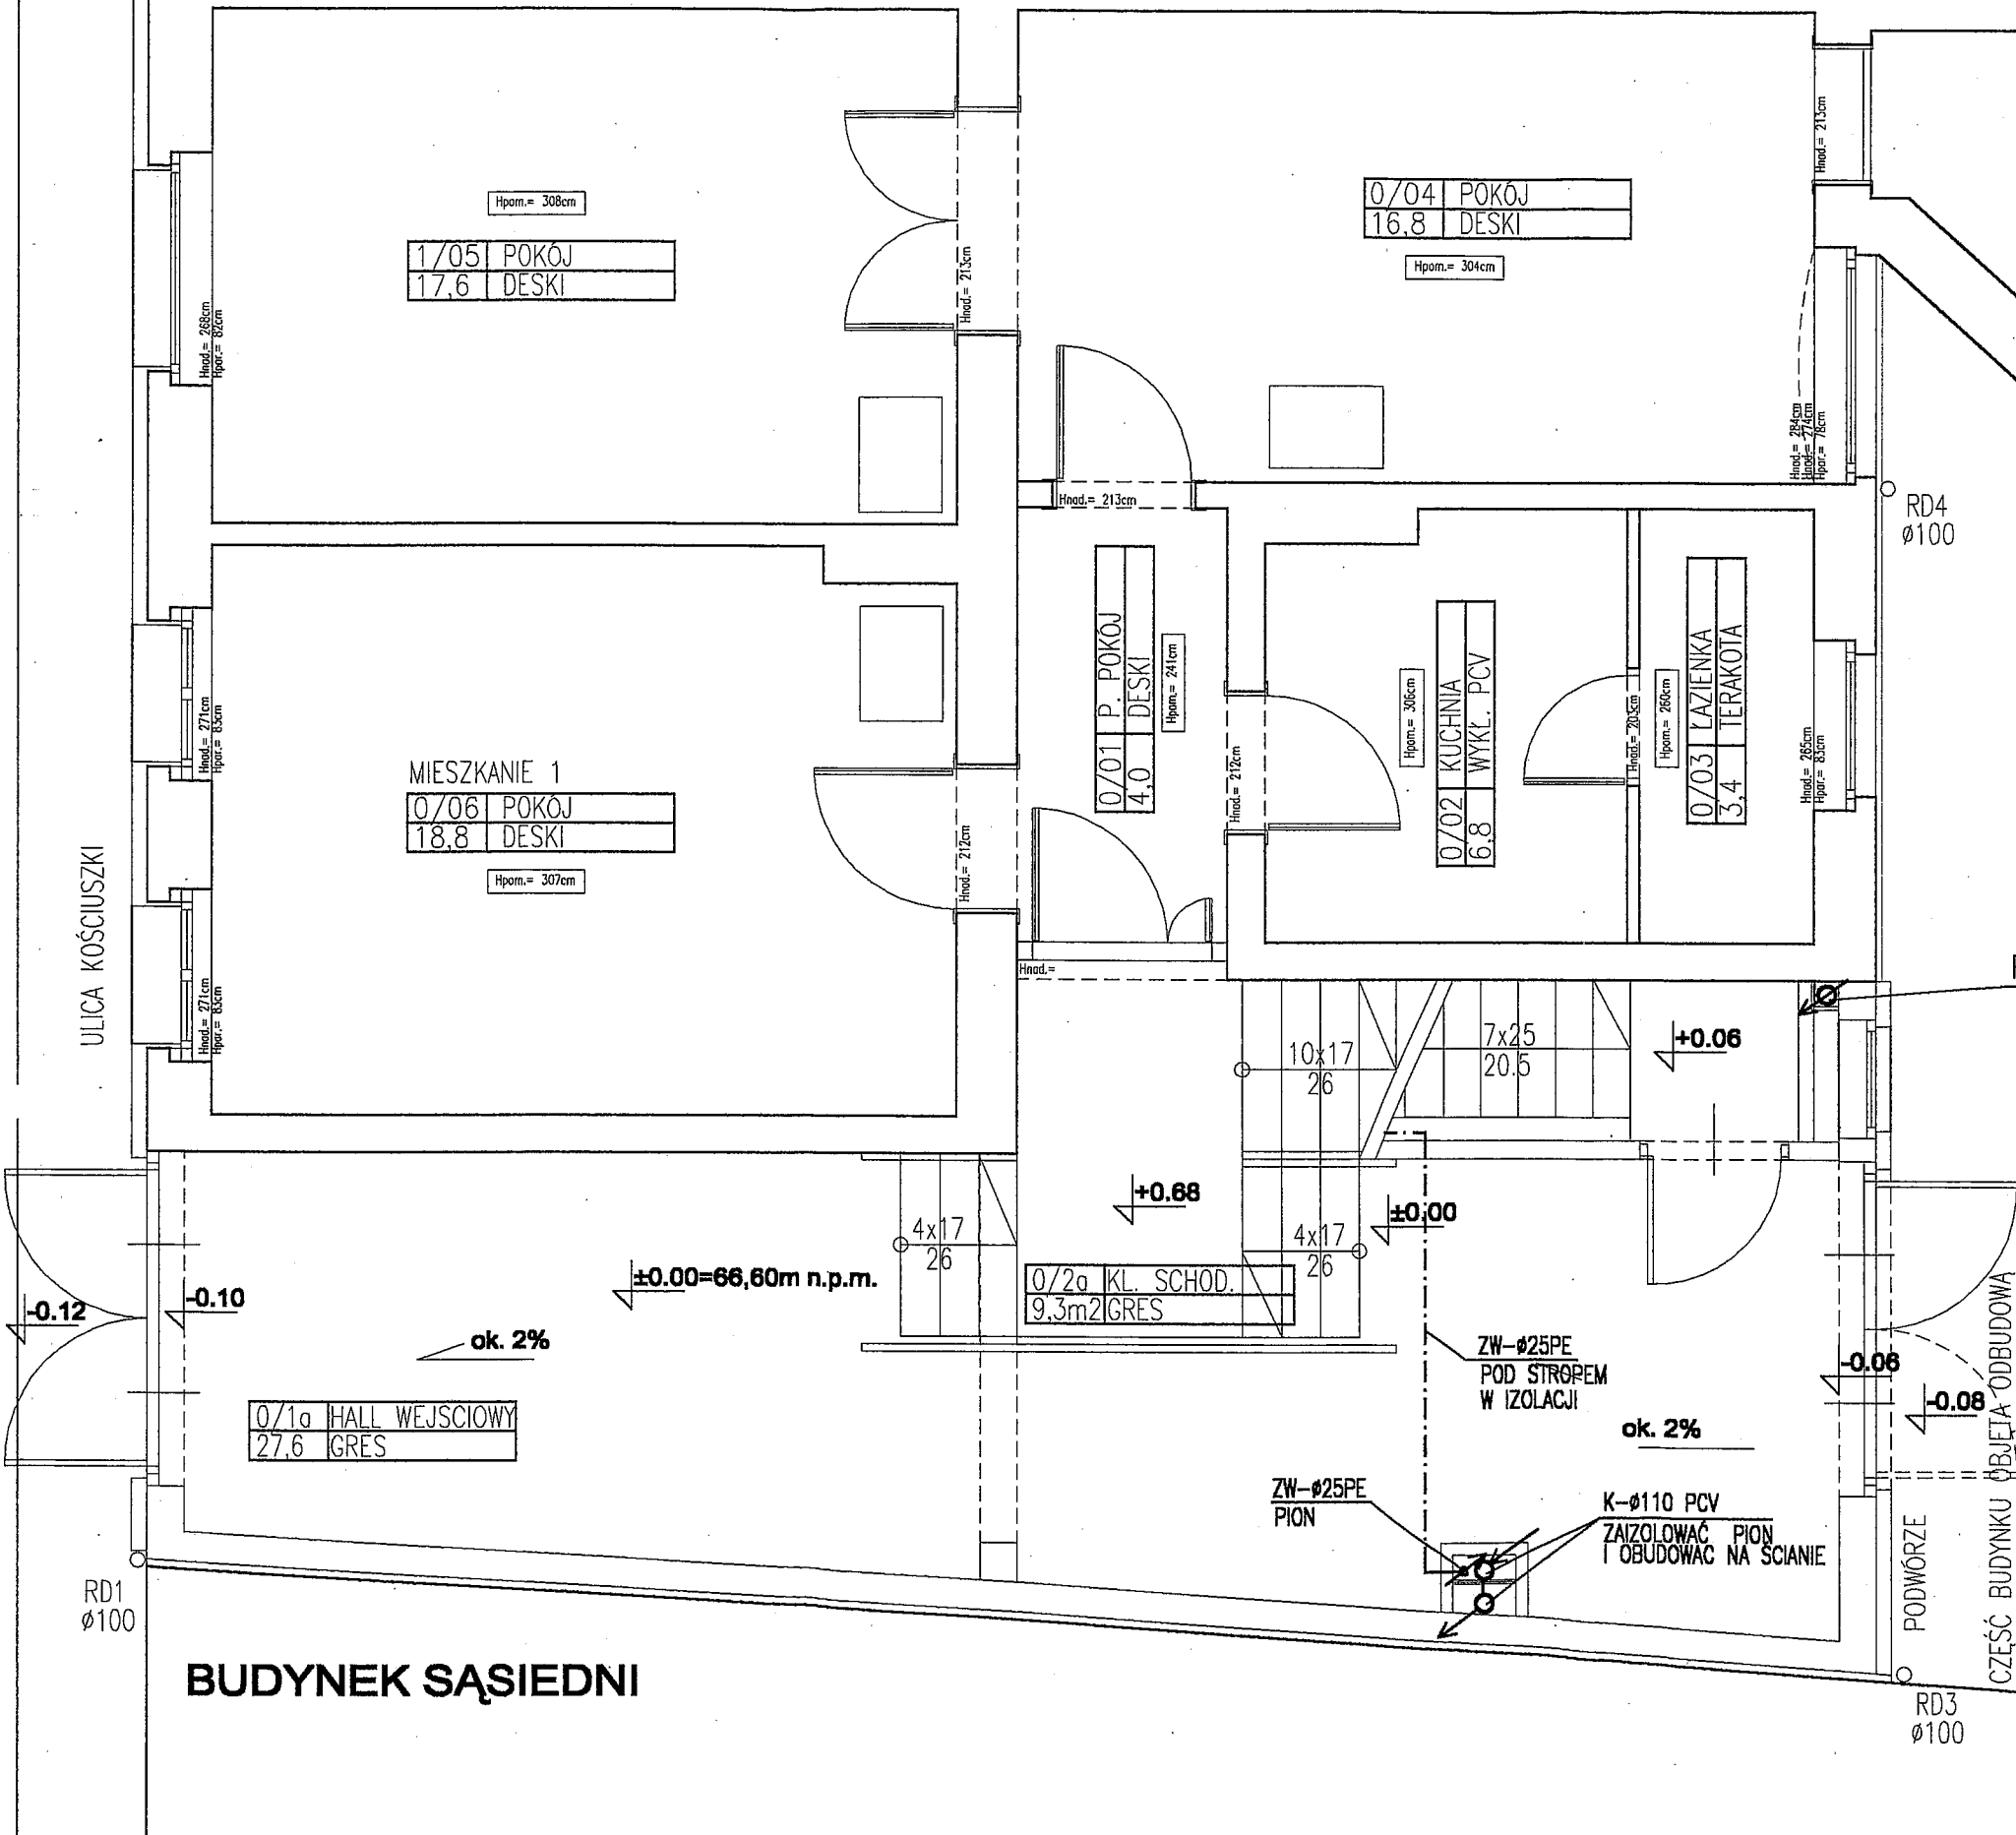 Hpom.= 308cm
1/05 POKÓJ
17,6 DESKI
Hnad.= 268cm
Hpar.= 82cm
Hnad.= 213cm
0/04 POKÓJ
16,8 DESKI
Hpom.= 304cm
Hnad.= 213cm
Hnad.= 284cm
Hnad.= 274cm
Hpar.= 78cm
RD4
ø100
Hnad.= 213cm
0/01 P. POKÓJ
4,0 DESKI
Hpom.= 241cm
Hnad.= 212cm
Hpom.= 306cm
0/02 KUCHNIA
6,8 WYKŁ. PCV
Hnad.= 203cm
Hpom.= 260cm
0/03 ŁAZIENKA
3,4 TERAKOTA
Hnad.= 265cm
Hpar.= 83cm
Hnad.= 271cm
Hpar.= 83cm
MIESZKANIE 1
0/06 POKÓJ
18,8 DESKI
Hpom.= 307cm
Hnad.= 212cm
Hnad.= 271cm
Hpar.= 83cm
ULICA KOŚCIUSZKI
Hnad.=
10x17
26
7x25
20.5
+0.06
+0.68
±0.00
4x17
26
4x17
26
0/2a KL. SCHOD.
9,3m2 GRES
±0.00=66,60m n.p.m.
-0.12
-0.10
ok. 2%
0/1a HALL WEJSCIOWY
27,6 GRES
ZW-ø25PE
POD STROPEM
W IZOLACJI
ok. 2%
-0.06
-0.08
ZW-ø25PE
PION
K-ø110 PCV
ZAIZOLOWAĆ PION
I OBUDOWAĆ NA ŚCIANIE
PODWÓRZE
CZĘŚĆ BUDYNKU OBJĘTA ODBUDOWĄ
RD1
ø100
BUDYNEK SĄSIEDNI
RD3
ø100